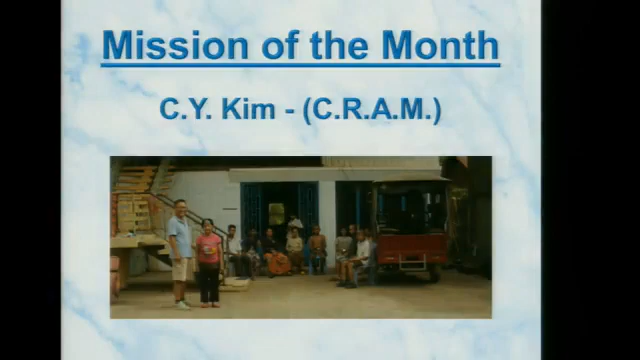 Mission of the Month
C.Y. Kim - (C.R.A.M.)